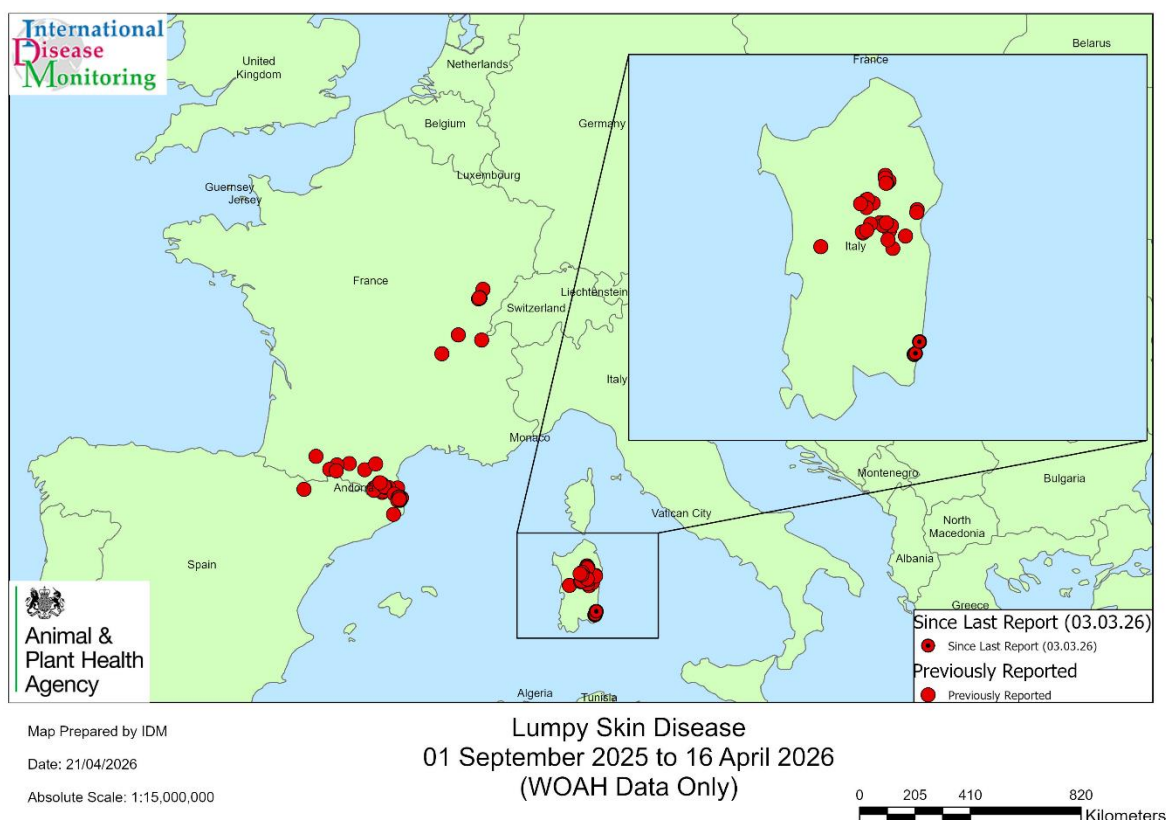 International
Disease
Monitoring
United
Kingdom
Netherlands
Belarus
Belgium
Germany
Luxembourg
Guernsey
Jersey
France
France
Liechtenstein
Switzerland
Italy
Italy
Monaco
Andorra
Spain
Vatican City
Montenegro
Bulgaria
North
Macedonia
Albania
Greece
Algeria
Tunisia
Animal &
Plant Health
Agency
Since Last Report (03.03.26)
Since Last Report (03.03.26)
Previously Reported
Previously Reported
Map Prepared by IDM
Date: 21/04/2026
Absolute Scale: 1:15,000,000
Lumpy Skin Disease
01 September 2025 to 16 April 2026
(WOAH Data Only)
0 205 410 820
Kilometers